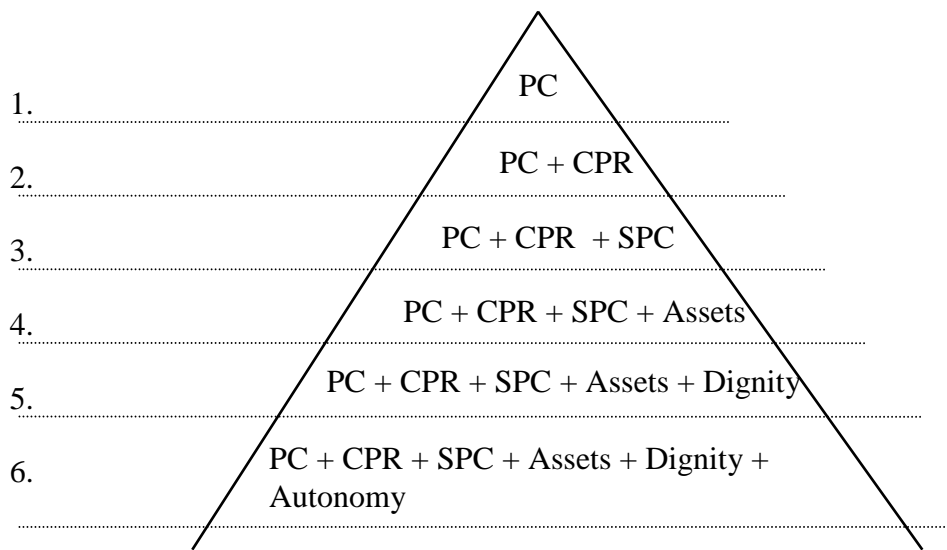 PC
1.
PC + CPR
2.
PC + CPR + SPC
3.
PC + CPR + SPC + Assets
4.
PC + CPR + SPC + Assets + Dignity
5.
PC + CPR + SPC + Assets + Dignity +
6.
Autonomy